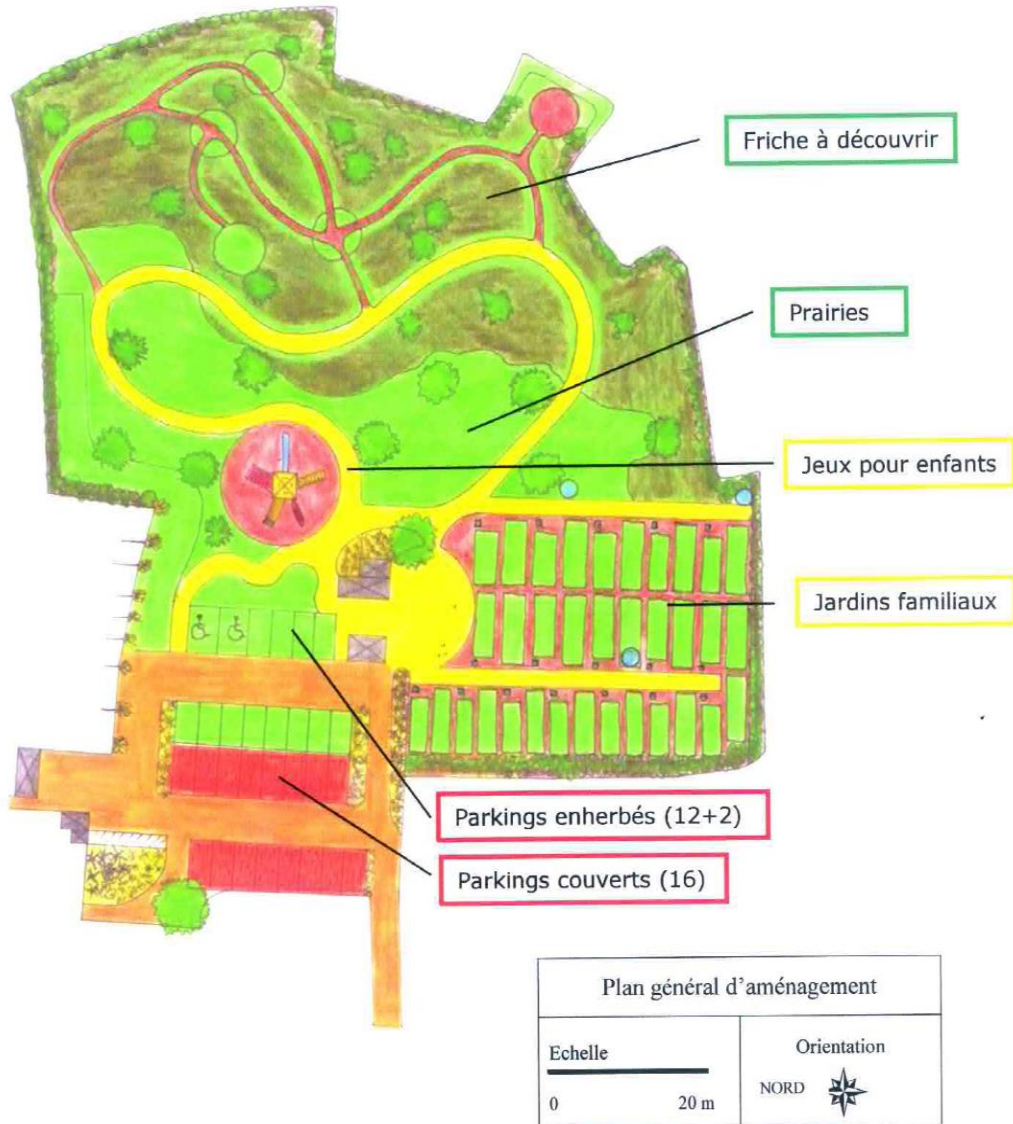 Friche à découvrir
Prairies
Jeux pour enfants
Jardins familiaux
Parkings enherbés (12+2)
Parkings couverts (16)
Plan général d'aménagement
Echelle
0 20 m
Orientation
NORD